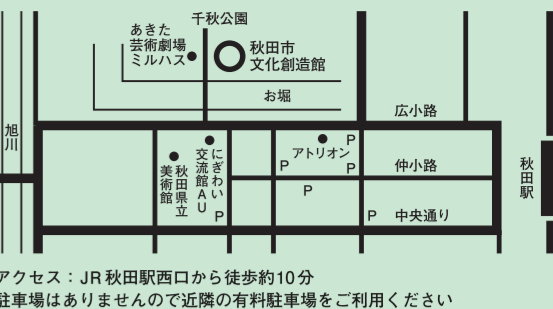 千秋公園
あきた
芸術劇場
ミルハス
秋田市
文化創造館
お堀
広小路
旭川
アトリオン
P
P
P
仲小路
秋田駅
にぎわい
交流館AU
秋田県立
美術館
P
P
P
中央通り
アクセス：JR秋田駅西口から徒歩約10分
駐車場はありませんので近隣の有料駐車場をご利用ください